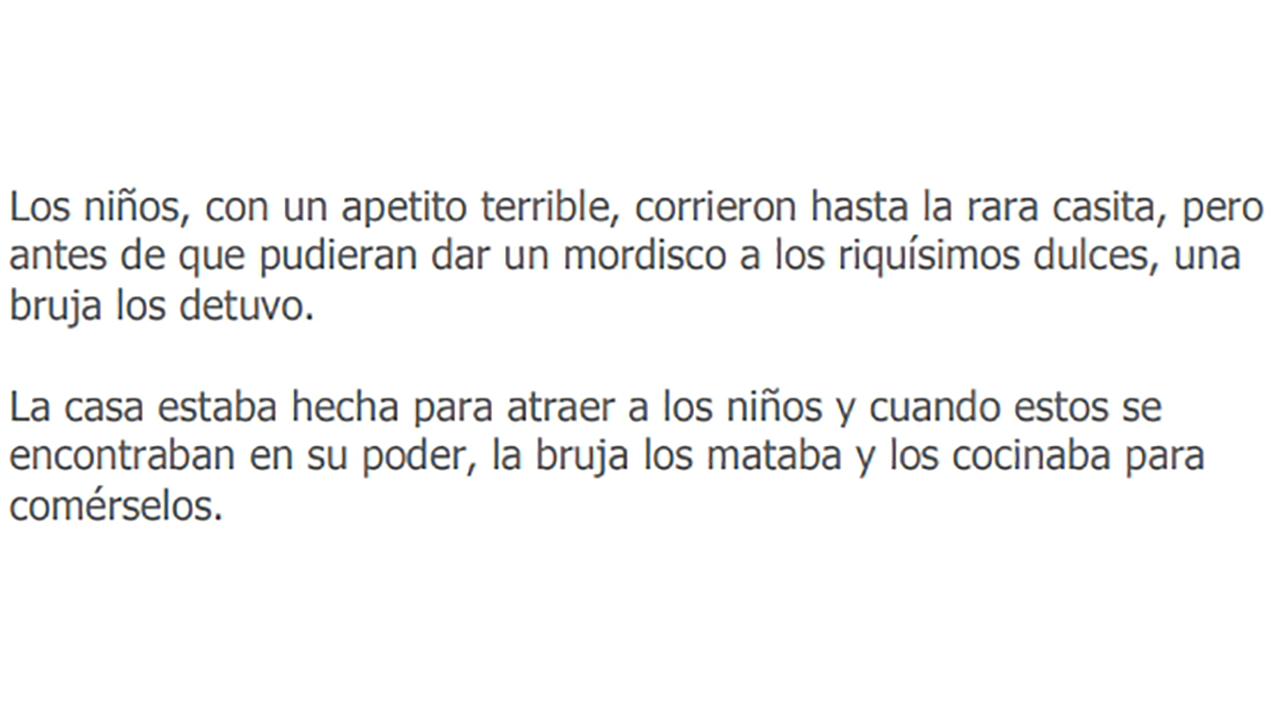 Los niños, con un apetito terrible, corrieron hasta la rara casita, pero
antes de que pudieran dar un mordisco a los riquísimos dulces, una
bruja los detuvo.
La casa estaba hecha para atraer a los niños y cuando estos se
encontraban en su poder, la bruja los mataba y los cocinaba para
comérselos.